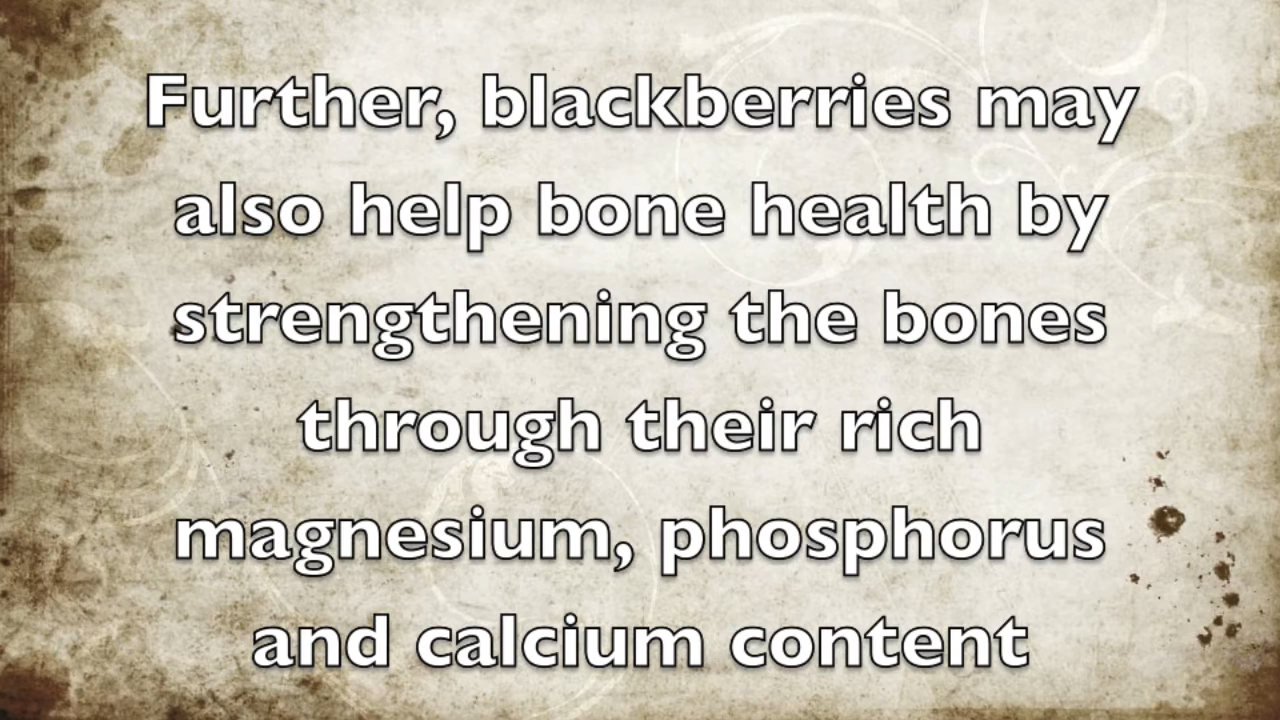 Further, blackberries may
also help bone health by
strengthening the bones
through their rich
magnesium, phosphorus
and calcium content